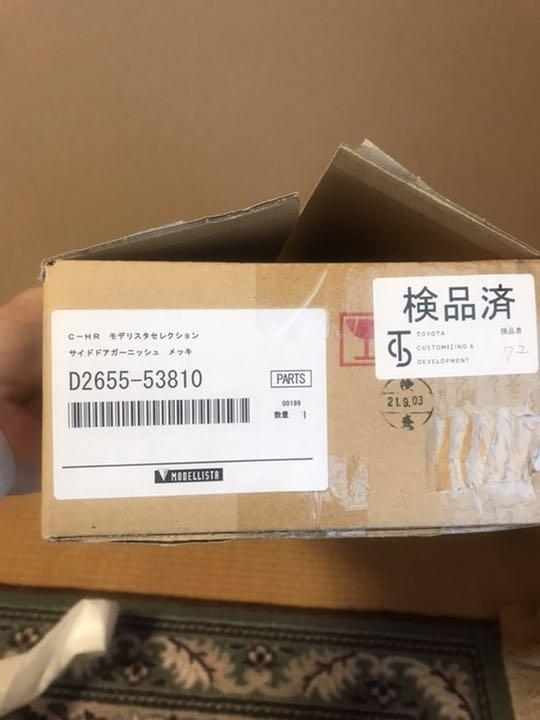 C-HR モデリスタセレクション
サイドドアガーニッシュ メッキ
D2655-53810
PARTS
00199
数量 1
MODELLISTA
検品済
TOYOTA
CUSTOMIZING &
DEVELOPMENT
検品者
検
21.9.03
査